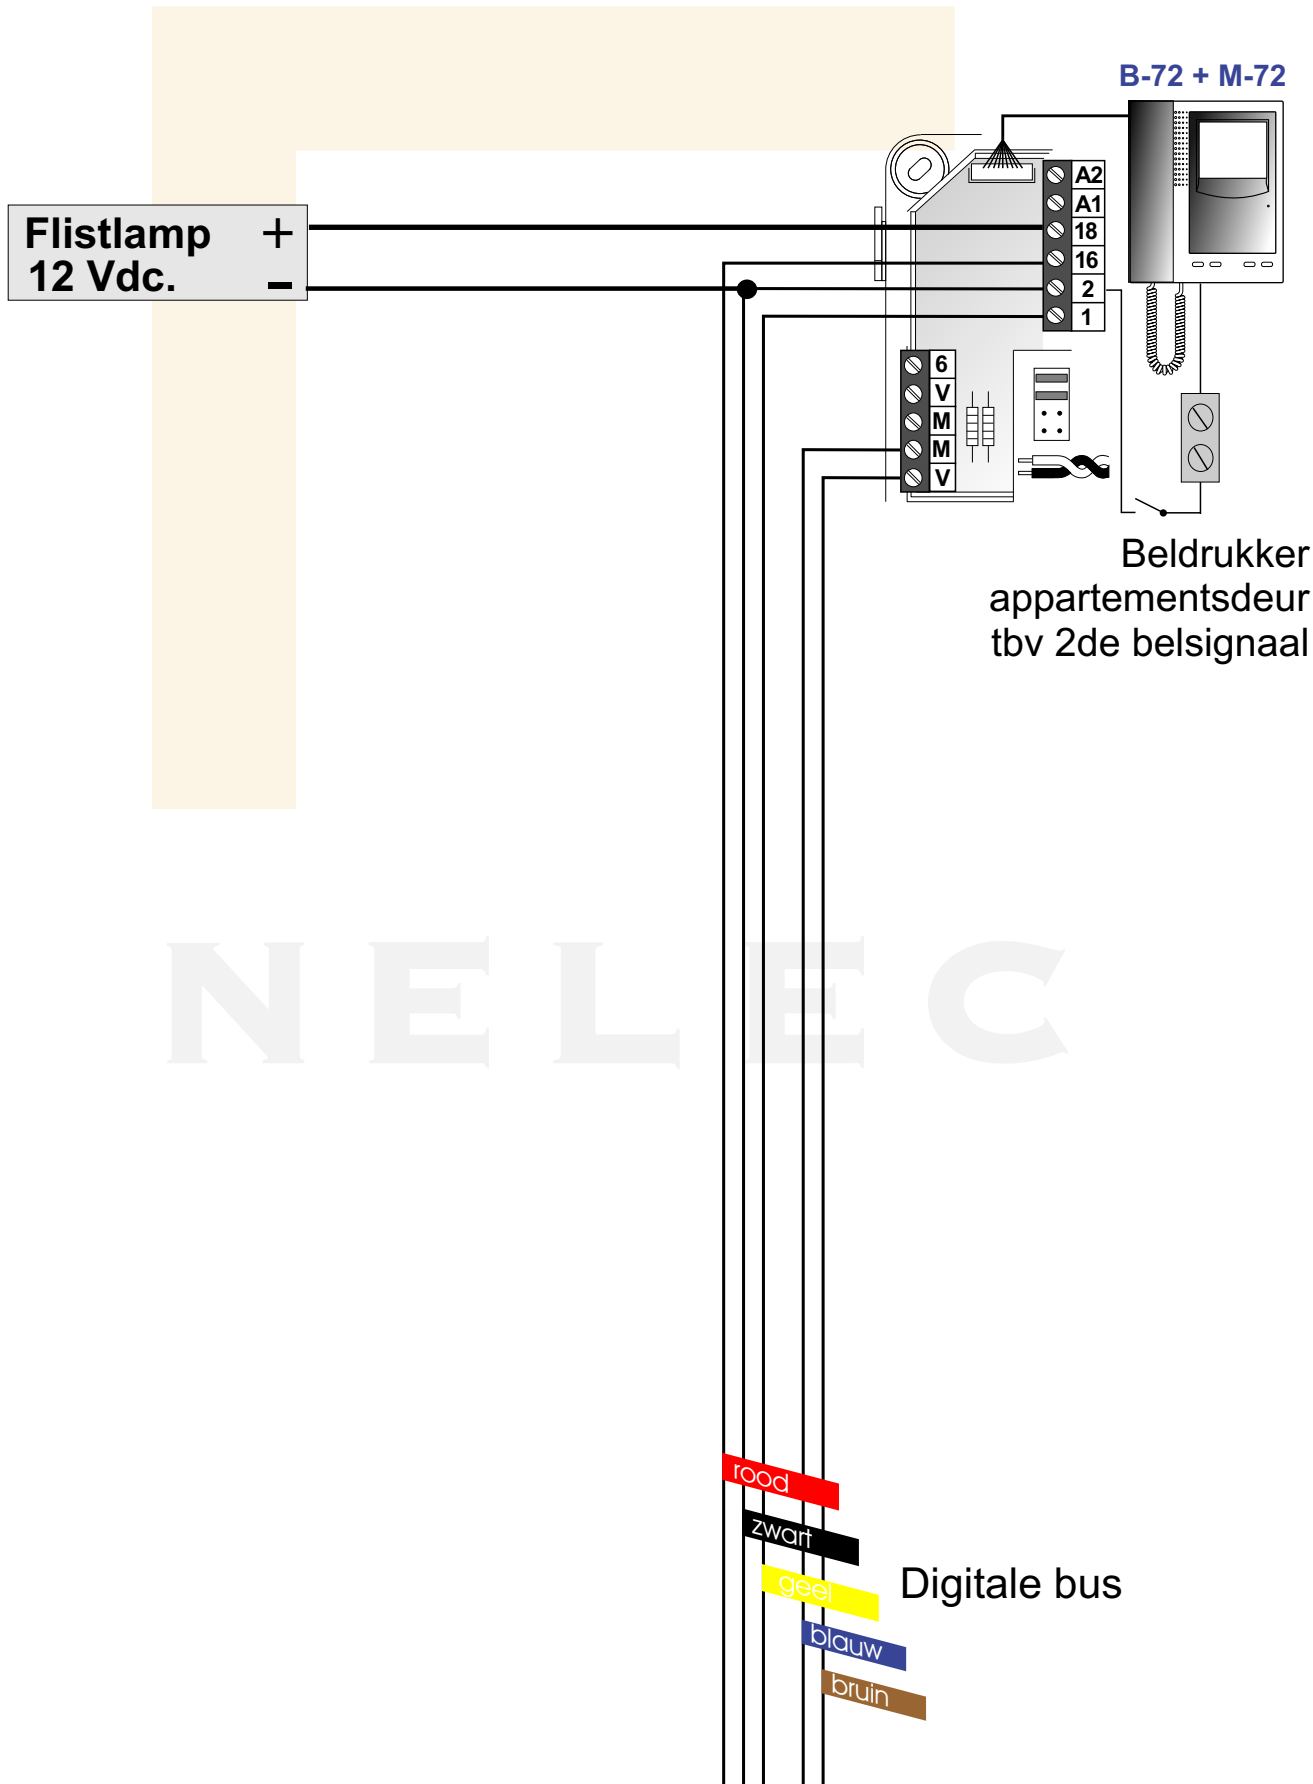 B-72 + M-72
A2
A1
18
16
2
1
Flistlamp +
12 Vdc. -
6
V
M
M
V
Beldrukker
appartementsdeur
tbv 2de belsignaal
NELEC
rood
zwart
geel
Digitale bus
blauw
bruin